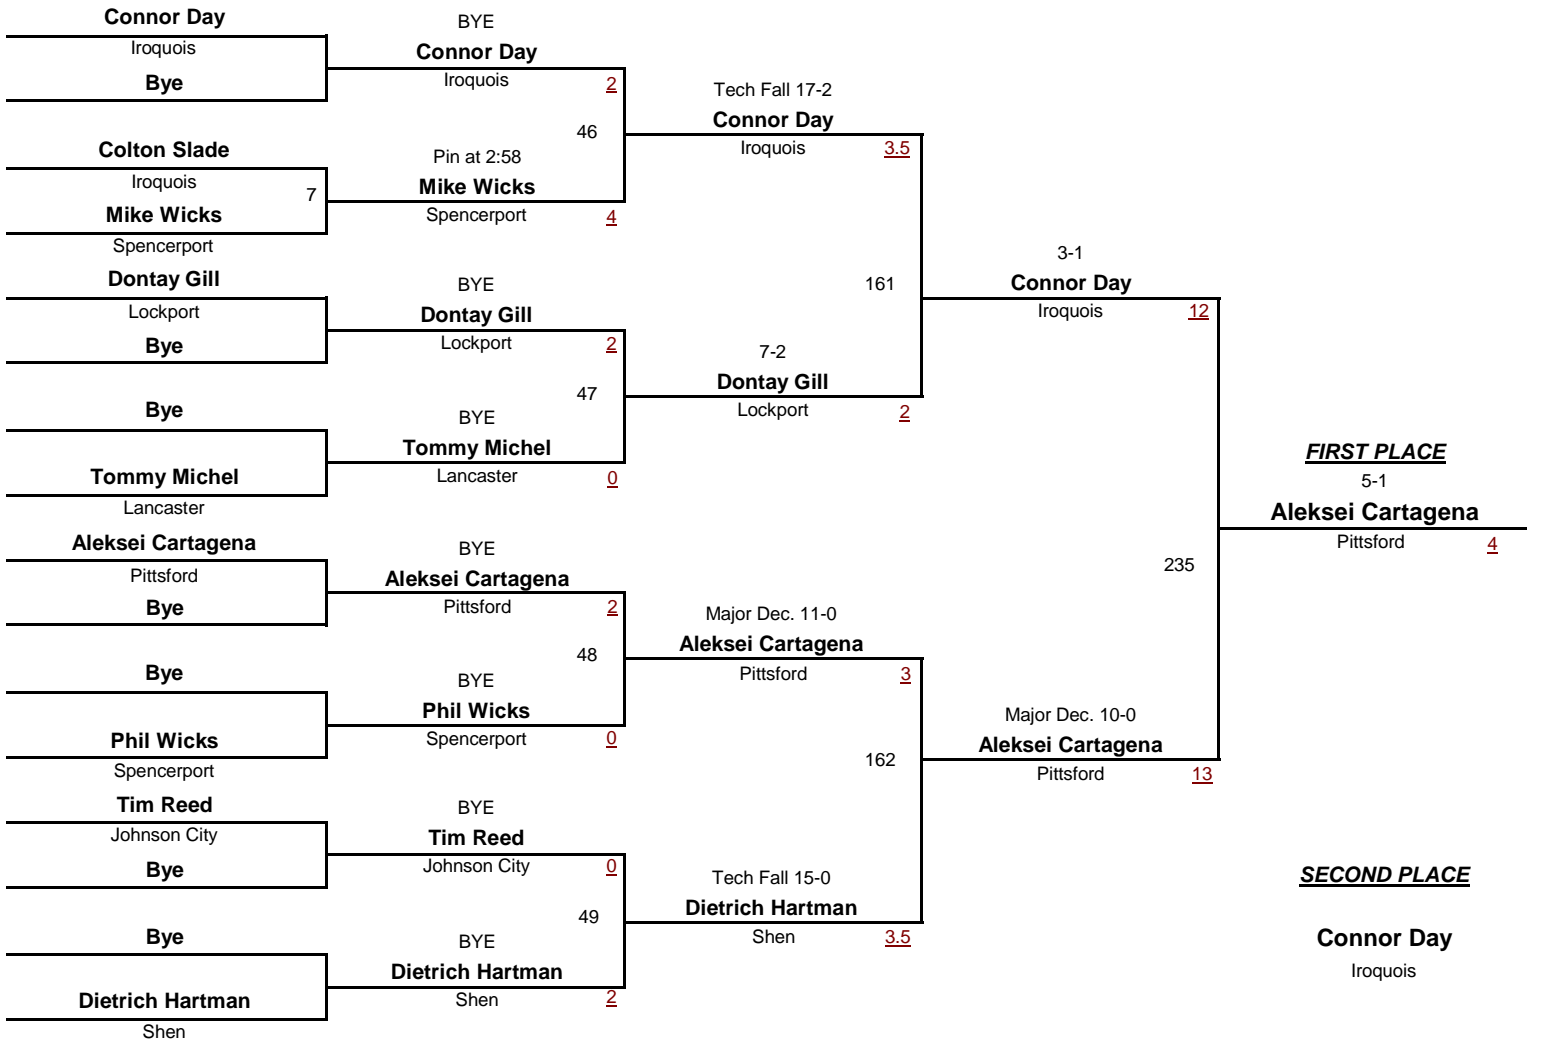 Connor Day
Iroquois
Bye
Colton Slade
Iroquois
7
Mike Wicks
Spencerport
Dontay Gill
Lockport
Bye
Bye
Tommy Michel
Lancaster
Aleksei Cartagena
Pittsford
Bye
Bye
Phil Wicks
Spencerport
Tim Reed
Johnson City
Bye
Bye
Dietrich Hartman
Shen
BYE
Connor Day
Iroquois
2
46
Pin at 2:58
Mike Wicks
Spencerport
4
BYE
Dontay Gill
Lockport
2
47
BYE
Tommy Michel
Lancaster
0
BYE
Aleksei Cartagena
Pittsford
2
48
BYE
Phil Wicks
Spencerport
0
BYE
Tim Reed
Johnson City
0
49
BYE
Dietrich Hartman
Shen
2
Tech Fall 17-2
Connor Day
Iroquois
3.5
161
7-2
Dontay Gill
Lockport
2
Major Dec. 11-0
Aleksei Cartagena
Pittsford
3
162
Tech Fall 15-0
Dietrich Hartman
Shen
3.5
3-1
Connor Day
Iroquois
12
235
Major Dec. 10-0
Aleksei Cartagena
Pittsford
13
FIRST PLACE
5-1
Aleksei Cartagena
Pittsford
4
SECOND PLACE
Connor Day
Iroquois